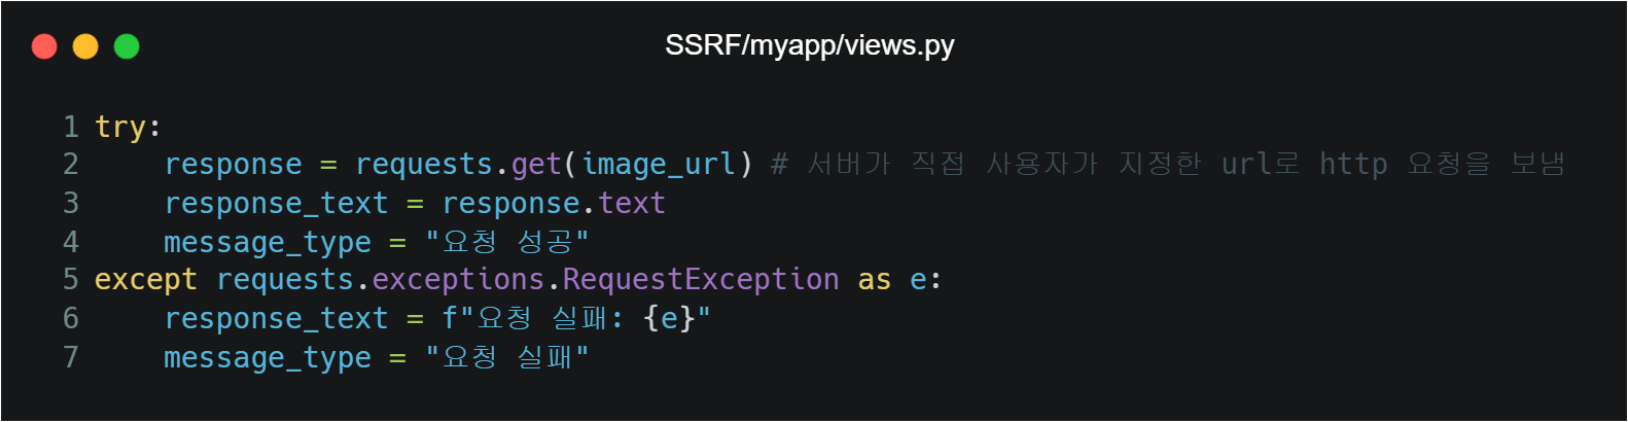 SSRF/myapp/views.py
1 try:
2     response = requests.get(image_url) # 서버가 직접 사용자가 지정한 url로 http 요청을 보냄
3     response_text = response.text
4     message_type = "요청 성공"
5 except requests.exceptions.RequestException as e:
6     response_text = f"요청 실패: {e}"
7     message_type = "요청 실패"